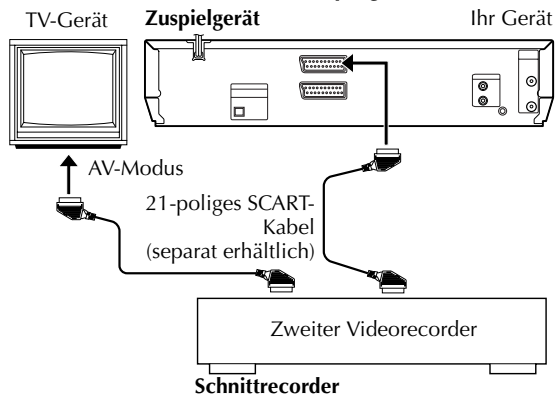 TV-Gerät
Zuspielgerät
Ihr Gerät
AV-Modus
21-poliges SCART-
Kabel
(separat erhältlich)
Zweiter Videorecorder
Schnittrecorder